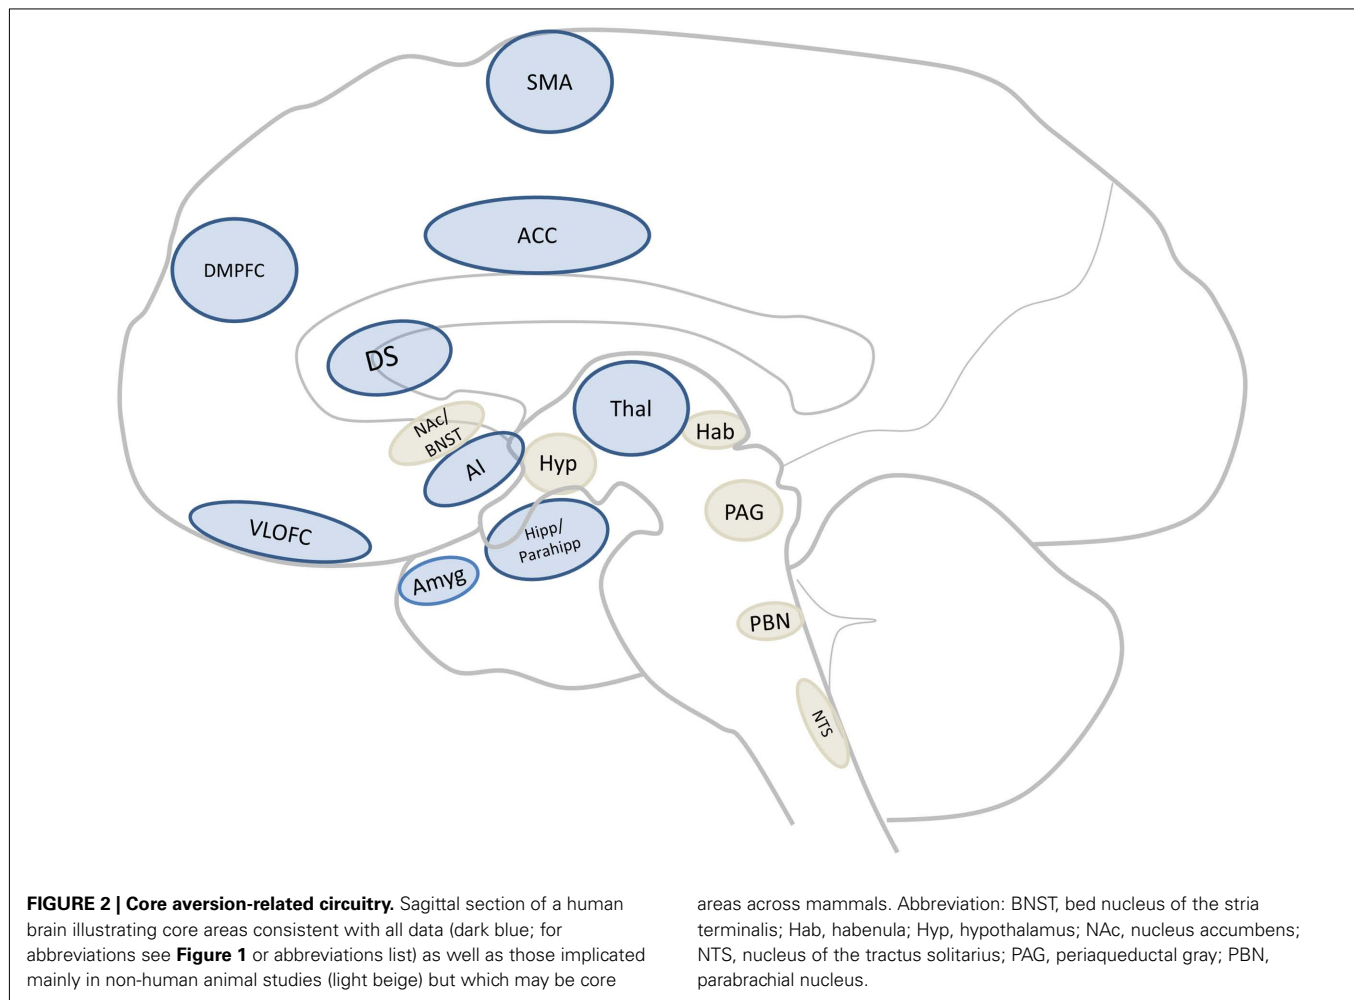 SMA
ACC
DMPFC
DS
Thal
NAc/
BNST
Hab
AI
Hyp
VLOFC
PAG
Hipp/
Parahipp
Amyg
PBN
NTS
FIGURE 2 | Core aversion-related circuitry. Sagittal section of a human
brain illustrating core areas consistent with all data (dark blue; for
abbreviations see Figure 1 or abbreviations list) as well as those implicated
mainly in non-human animal studies (light beige) but which may be core
areas across mammals. Abbreviation: BNST, bed nucleus of the stria
terminalis; Hab, habenula; Hyp, hypothalamus; NAc, nucleus accumbens;
NTS, nucleus of the tractus solitarius; PAG, periaqueductal gray; PBN,
parabrachial nucleus.